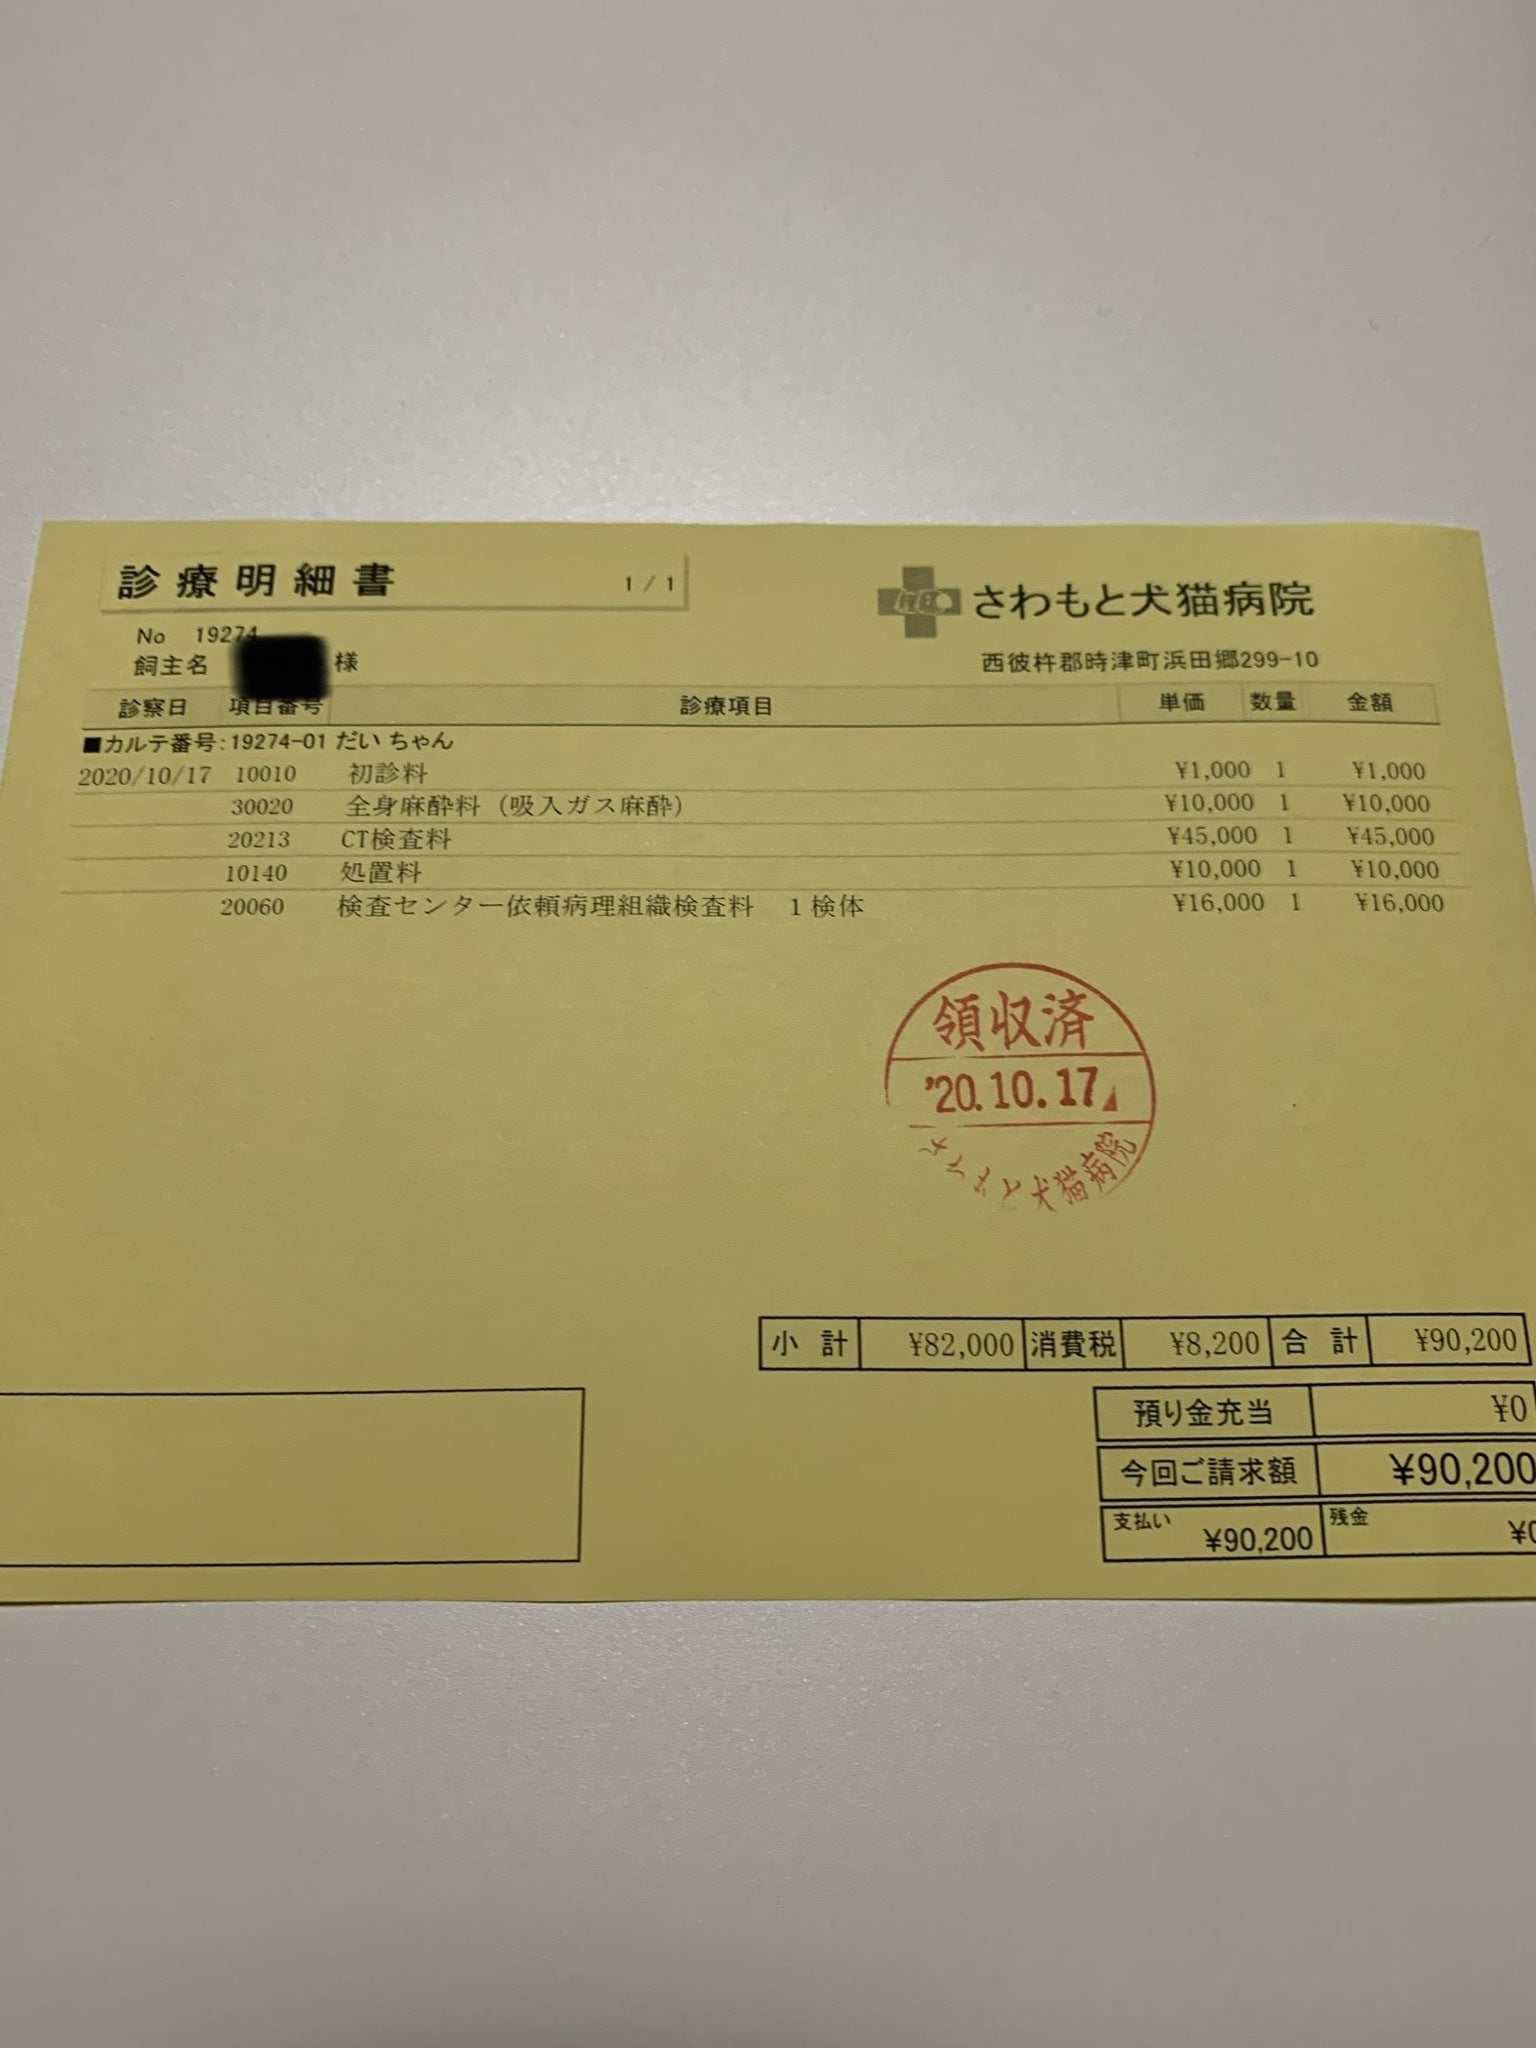 診療明細書 1/1
さわもと犬猫病院
No 19274
飼主名 様
西彼杵郡時津町浜田郷299-10
診察日 項目番号 診療項目 単価 数量 金額
■カルテ番号:19274-01 だいちゃん
2020/10/17 10010 初診料 ¥1,000 1 ¥1,000
30020 全身麻酔料（吸入ガス麻酔） ¥10,000 1 ¥10,000
20213 CT検査料 ¥45,000 1 ¥45,000
10140 処置料 ¥10,000 1 ¥10,000
20060 検査センター依頼病理組織検査料 1検体 ¥16,000 1 ¥16,000
領収済
'20.10.17
さわもと犬猫病院
小計 ¥82,000 消費税 ¥8,200 合計 ¥90,200
預り金充当 ¥0
今回ご請求額 ¥90,200
支払い ¥90,200 残金 ¥0